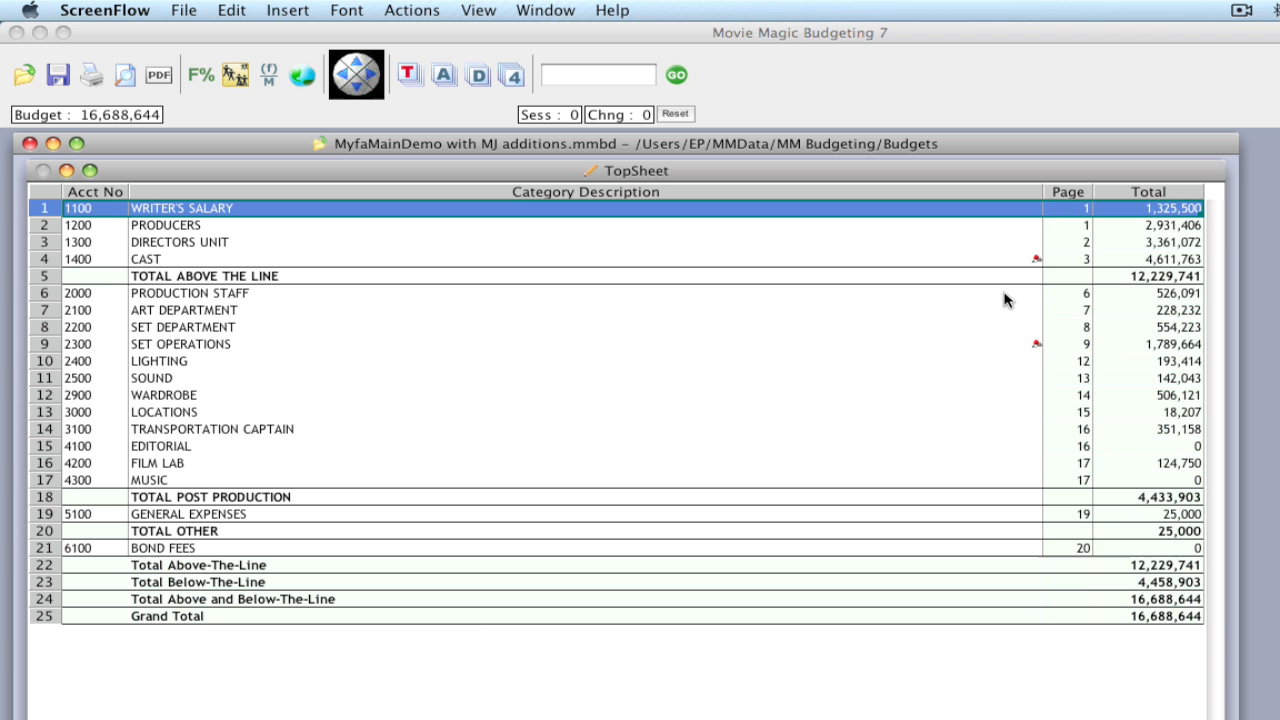 ScreenFlow File Edit Insert Font Actions View Window Help
Movie Magic Budgeting 7
PDF F% (f) M T A D 4 GO
Budget : 16,688,644 Sess : 0 Chng : 0 Reset
MyfaMainDemo with MJ additions.mmbd - /Users/EP/MMData/MM Budgeting/Budgets
TopSheet
Acct No Category Description Page Total
1 1100 WRITER'S SALARY 1 1,325,500
2 1200 PRODUCERS 1 2,931,406
3 1300 DIRECTORS UNIT 2 3,361,072
4 1400 CAST 3 4,611,763
5 TOTAL ABOVE THE LINE 12,229,741
6 2000 PRODUCTION STAFF 6 526,091
7 2100 ART DEPARTMENT 7 228,232
8 2200 SET DEPARTMENT 8 554,223
9 2300 SET OPERATIONS 9 1,789,664
10 2400 LIGHTING 12 193,414
11 2500 SOUND 13 142,043
12 2900 WARDROBE 14 506,121
13 3000 LOCATIONS 15 18,207
14 3100 TRANSPORTATION CAPTAIN 16 351,158
15 4100 EDITORIAL 16 0
16 4200 FILM LAB 17 124,750
17 4300 MUSIC 17 0
18 TOTAL POST PRODUCTION 4,433,903
19 5100 GENERAL EXPENSES 19 25,000
20 TOTAL OTHER 25,000
21 6100 BOND FEES 20 0
22 Total Above-The-Line 12,229,741
23 Total Below-The-Line 4,458,903
24 Total Above and Below-The-Line 16,688,644
25 Grand Total 16,688,644